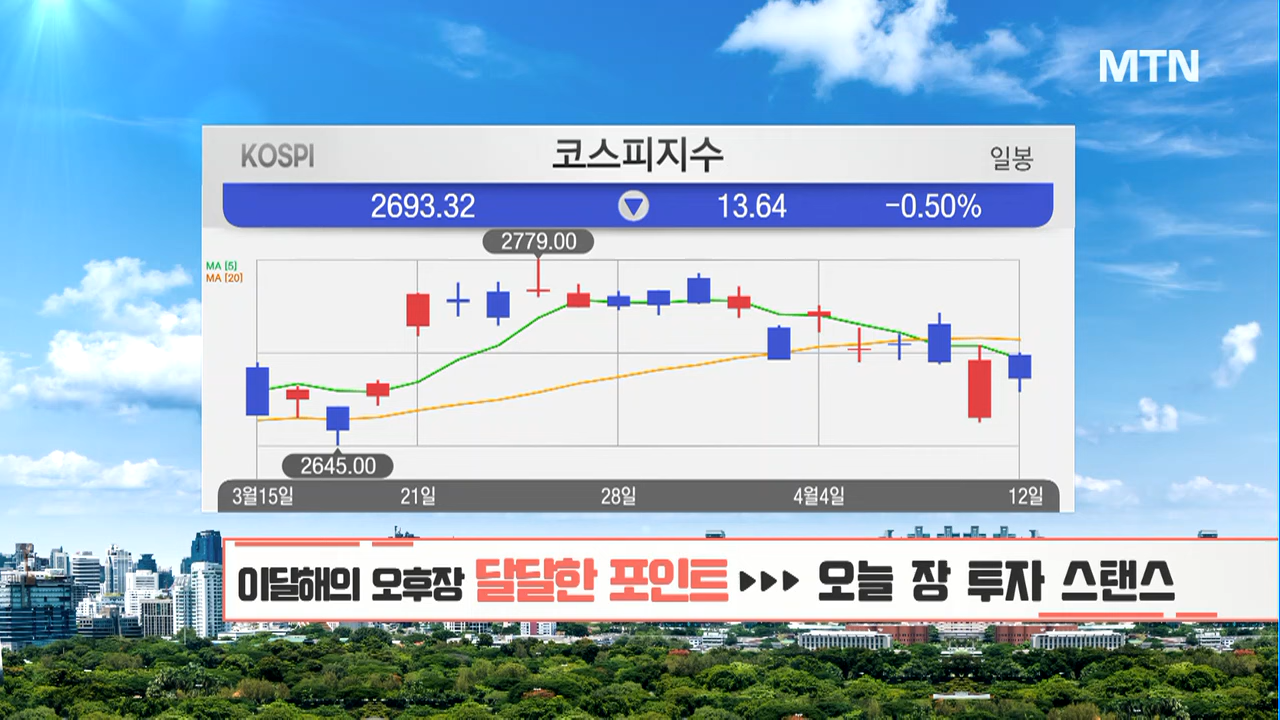 MTN
KOSPI 코스피지수 일봉
2693.32 ▼ 13.64 -0.50%
2779.00
MA [5]
MA [20]
2645.00
3월15일 21일 28일 4월4일 12일
이달해의 오후장 달달한 포인트 ▶▶▶ 오늘 장 투자 스탠스